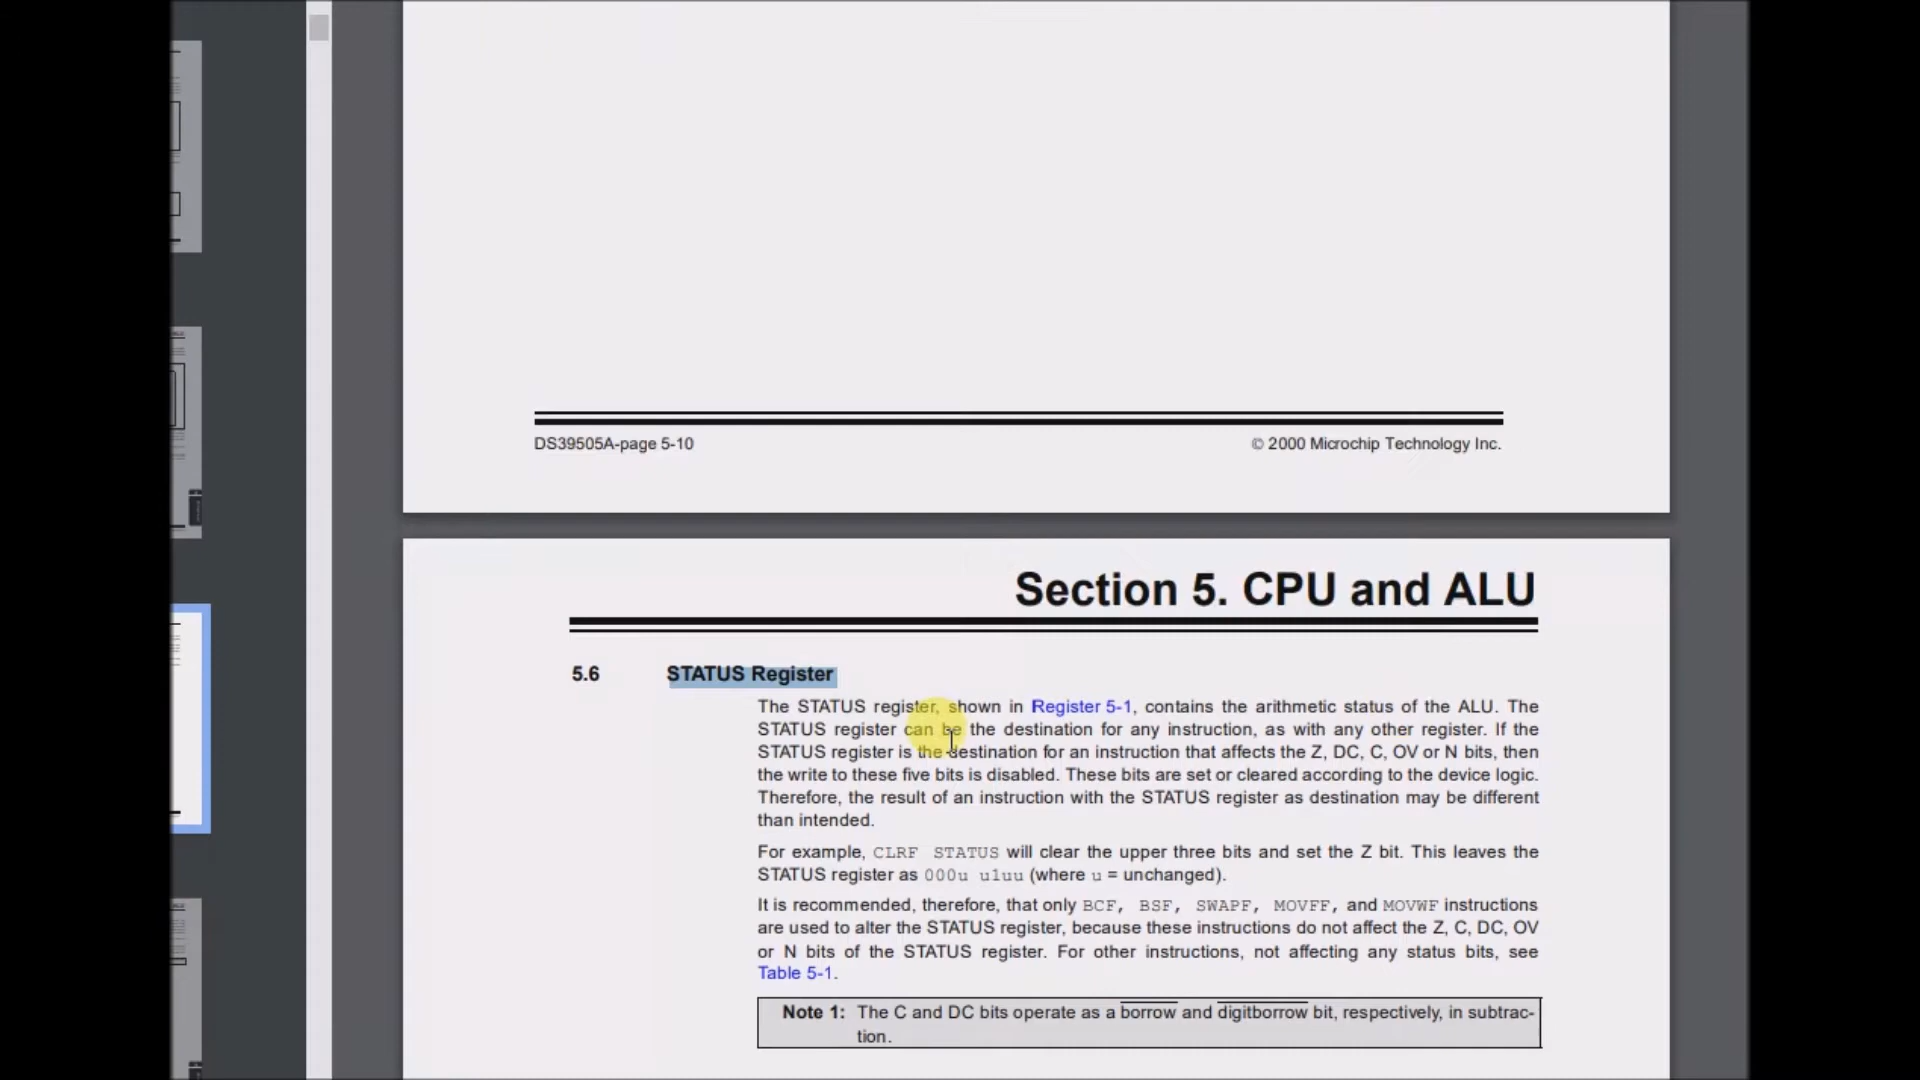 DS39505A-page 5-10
© 2000 Microchip Technology Inc.
Section 5. CPU and ALU
5.6 STATUS Register
The STATUS register, shown in Register 5-1, contains the arithmetic status of the ALU. The
STATUS register can be the destination for any instruction, as with any other register. If the
STATUS register is the destination for an instruction that affects the Z, DC, C, OV or N bits, then
the write to these five bits is disabled. These bits are set or cleared according to the device logic.
Therefore, the result of an instruction with the STATUS register as destination may be different
than intended.
For example, CLRF STATUS will clear the upper three bits and set the Z bit. This leaves the
STATUS register as 000u u1uu (where u = unchanged).
It is recommended, therefore, that only BCF, BSF, SWAPF, MOVFF, and MOVWF instructions
are used to alter the STATUS register, because these instructions do not affect the Z, C, DC, OV
or N bits of the STATUS register. For other instructions, not affecting any status bits, see
Table 5-1.
Note 1: The C and DC bits operate as a borrow and digitborrow bit, respectively, in subtrac-
tion.